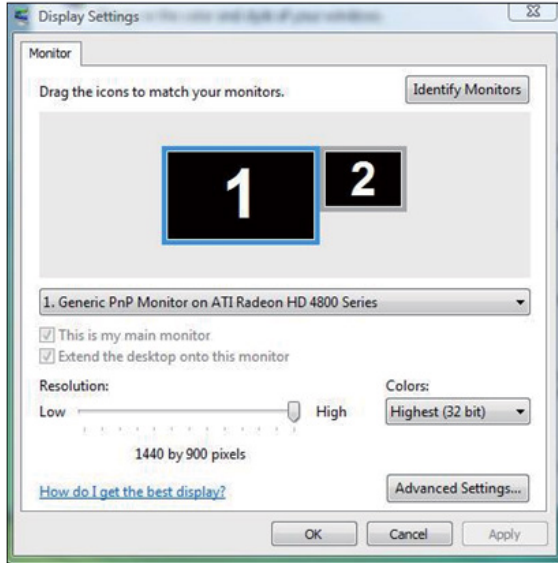 Display Settings
Monitor
Drag the icons to match your monitors.
Identify Monitors
1
2
1. Generic PnP Monitor on ATI Radeon HD 4800 Series
This is my main monitor
Extend the desktop onto this monitor
Resolution:
Colors:
Low
High
Highest (32 bit)
1440 by 900 pixels
How do I get the best display?
Advanced Settings...
OK
Cancel
Apply